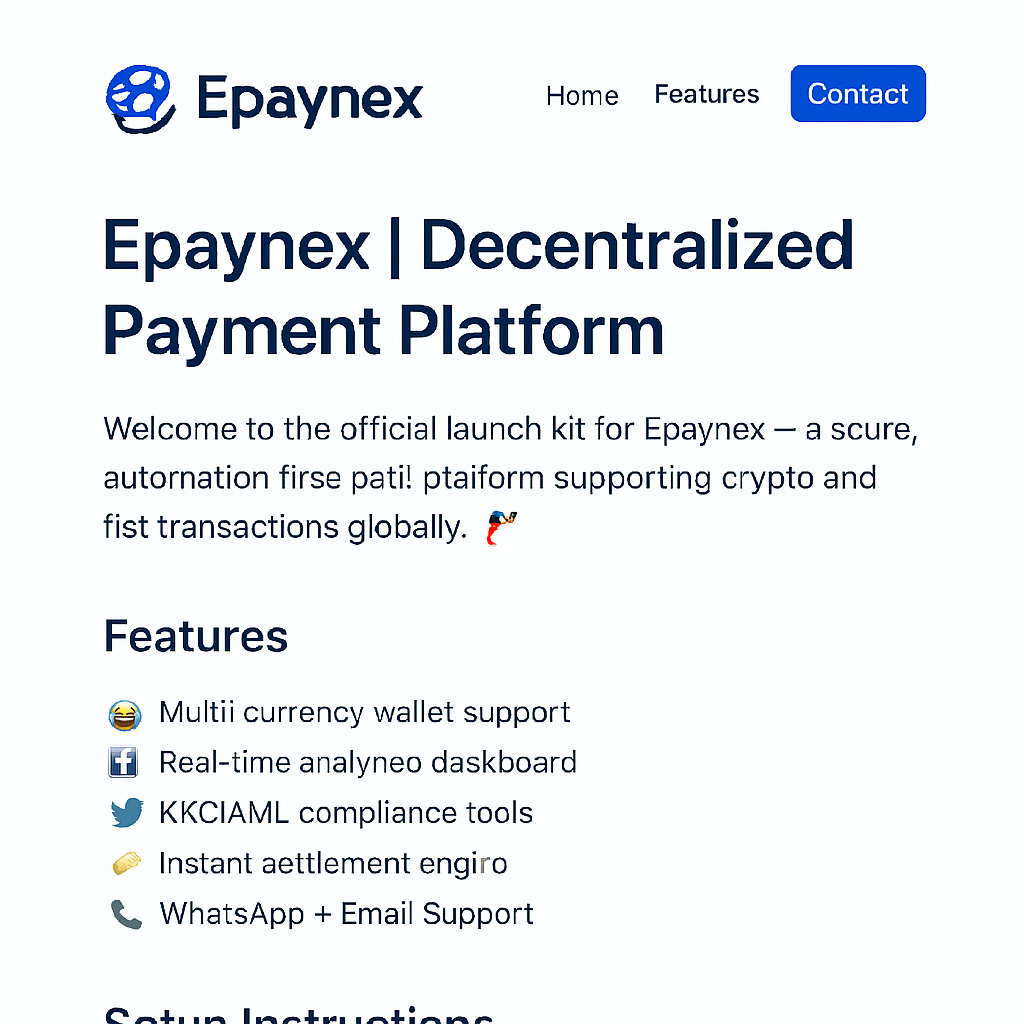 Epaynex
Home
Features
Contact
Epaynex | Decentralized
Payment Platform
Welcome to the official launch kit for Epaynex — a scure,
autornation firse pati! ptaiform supporting crypto and
fist transactions globally.
Features
Multii currency wallet support
Real-time analyneo daskboard
KKCIAML compliance tools
Instant aettlement engiro
WhatsApp + Email Support
Setup Instructions